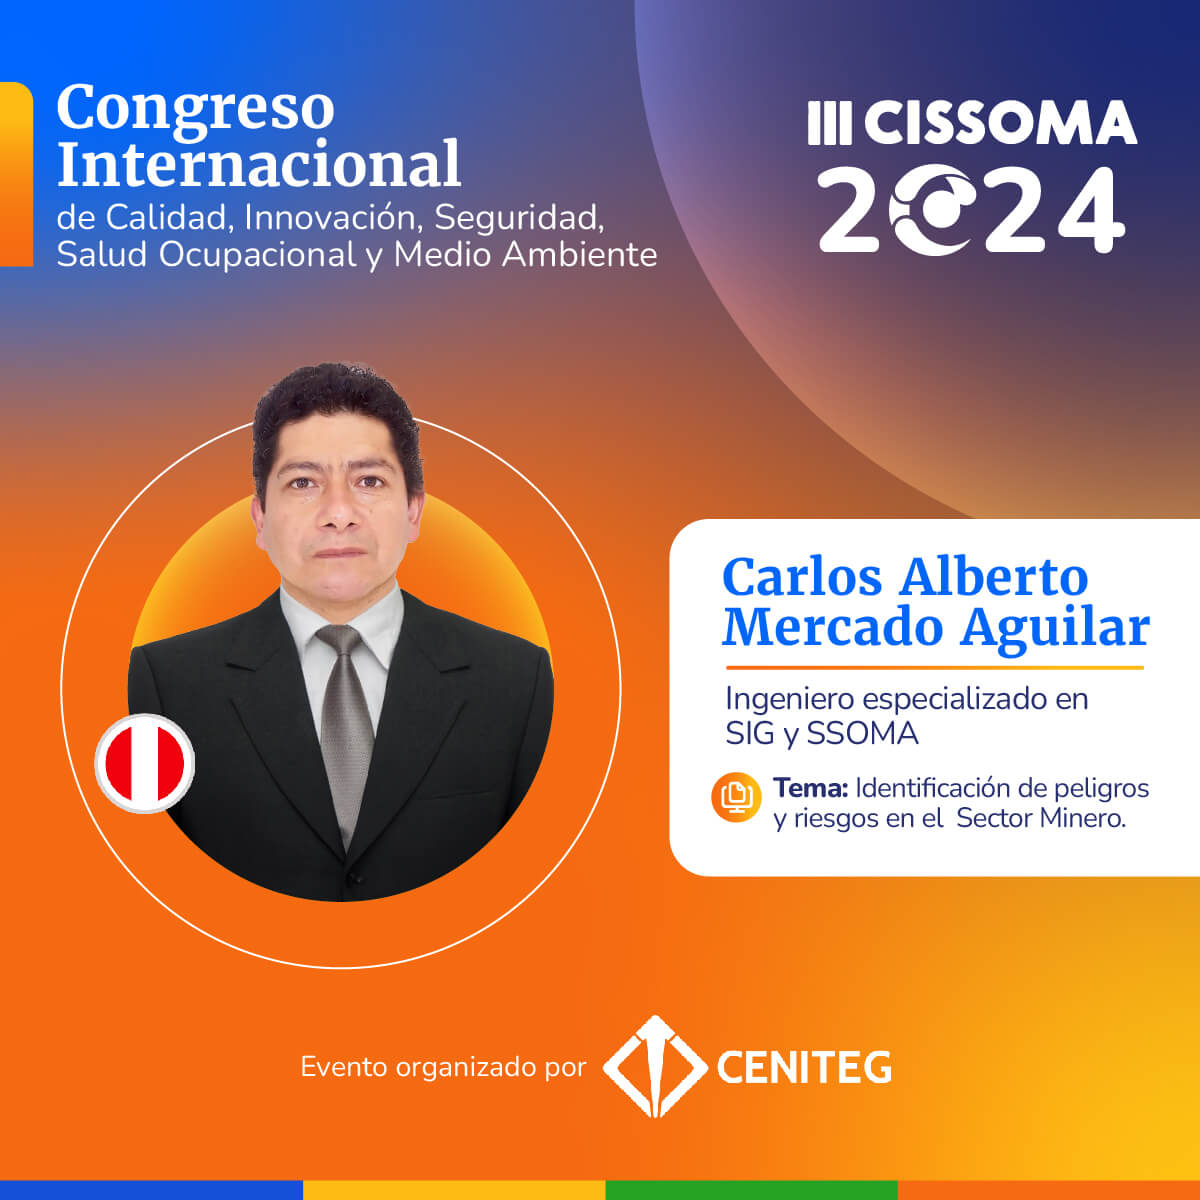 Congreso
Internacional
de Calidad, Innovación, Seguridad,
Salud Ocupacional y Medio Ambiente
III CISSOMA
2024
Carlos Alberto
Mercado Aguilar
Ingeniero especializado en
SIG y SSOMA
Tema: Identificación de peligros
y riesgos en el Sector Minero.
Evento organizado por CENITEG